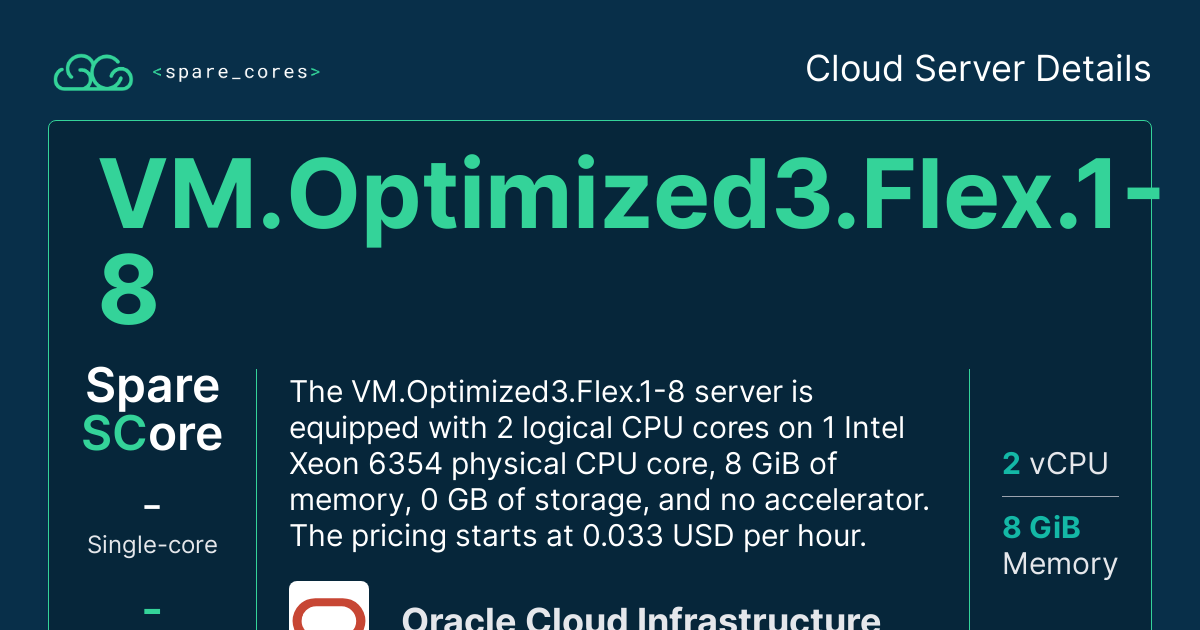 <spare_cores>
Cloud Server Details
VM.Optimized3.Flex.1-
8
Spare
SCore
–
Single-core
–
The VM.Optimized3.Flex.1-8 server is
equipped with 2 logical CPU cores on 1 Intel
Xeon 6354 physical CPU core, 8 GiB of
memory, 0 GB of storage, and no accelerator.
The pricing starts at 0.033 USD per hour.
Oracle Cloud Infrastructure
2 vCPU
8 GiB
Memory